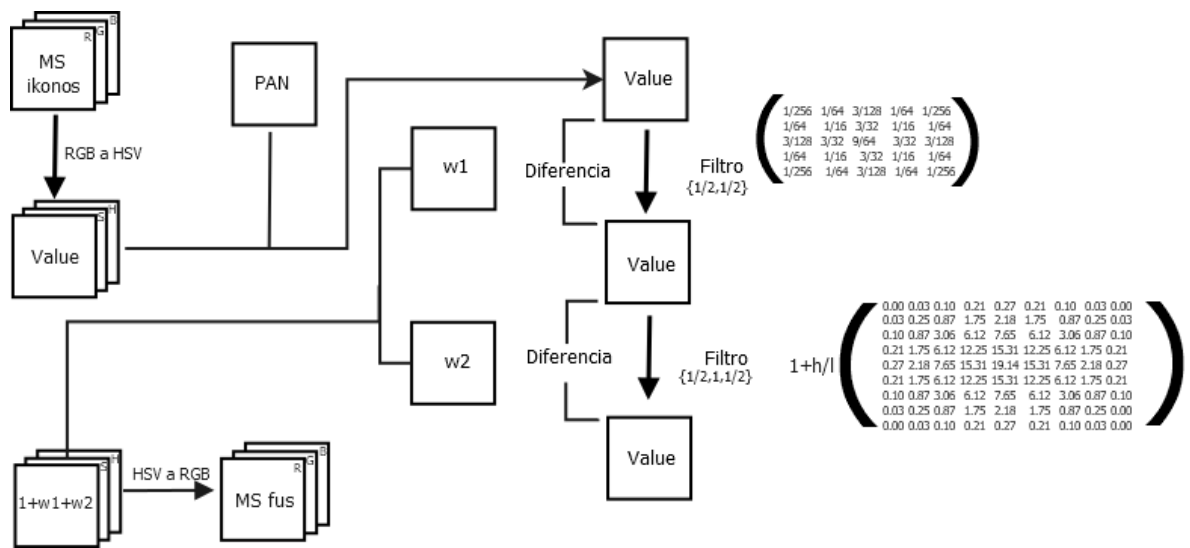 MS
ikonos
R
G
B
RGB a HSV
Value
S
H
PAN
w1
w2
1+w1+w2
S
H
HSV a RGB
MS fus
R
G
B
Value
Diferencia
Filtro
{1/2,1/2}
1/256 1/64 3/128 1/64 1/256
1/64 1/16 3/32 1/16 1/64
3/128 3/32 9/64 3/32 3/128
1/64 1/16 3/32 1/16 1/64
1/256 1/64 3/128 1/64 1/256
Value
Diferencia
Filtro
{1/2,1,1/2}
1+h/l
0.00 0.03 0.10 0.21 0.27 0.21 0.10 0.03 0.00
0.03 0.25 0.87 1.75 2.18 1.75 0.87 0.25 0.03
0.10 0.87 3.06 6.12 7.65 6.12 3.06 0.87 0.10
0.21 1.75 6.12 12.25 15.31 12.25 6.12 1.75 0.21
0.27 2.18 7.65 15.31 19.14 15.31 7.65 2.18 0.27
0.21 1.75 6.12 12.25 15.31 12.25 6.12 1.75 0.21
0.10 0.87 3.06 6.12 7.65 6.12 3.06 0.87 0.10
0.03 0.25 0.87 1.75 2.18 1.75 0.87 0.25 0.00
0.00 0.03 0.10 0.21 0.27 0.21 0.10 0.03 0.00
Value